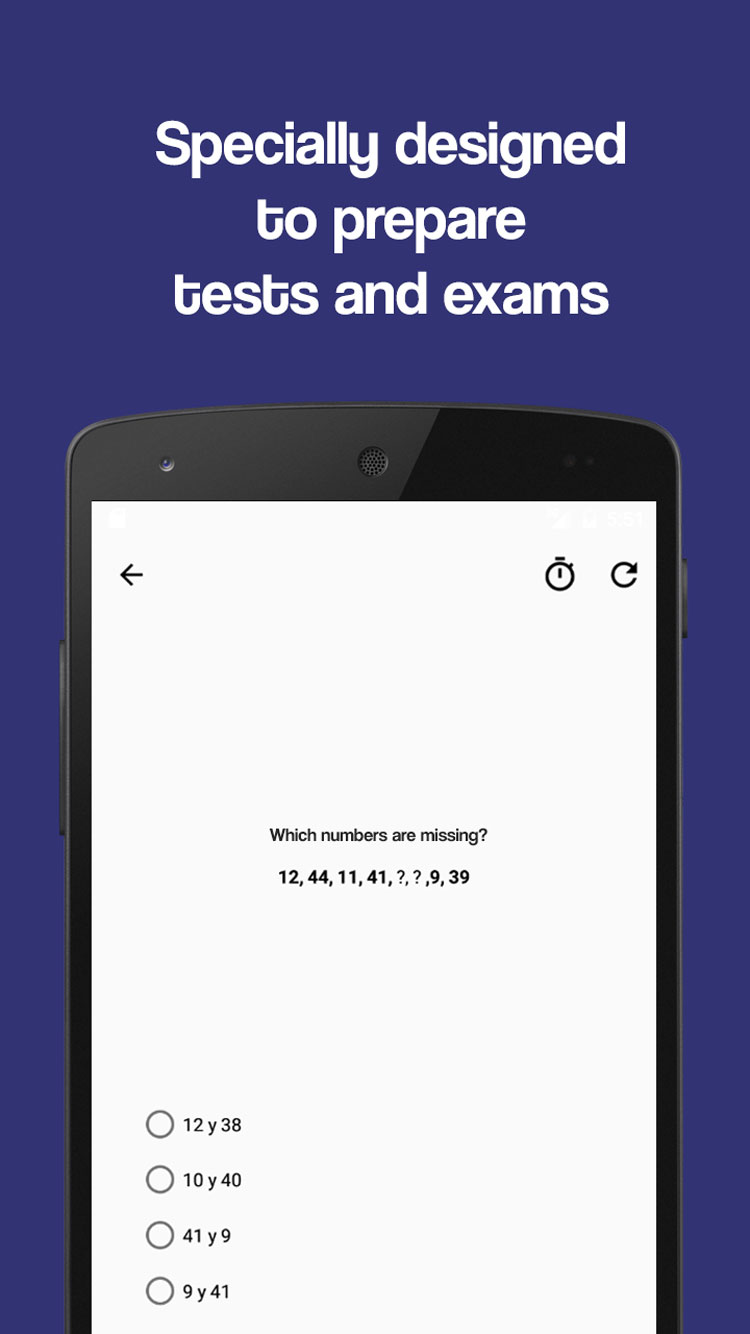 Specially designed
to prepare
tests and exams
5:51
Which numbers are missing?
12, 44, 11, 41, ?, ? ,9, 39
12 y 38
10 y 40
41 y 9
9 y 41